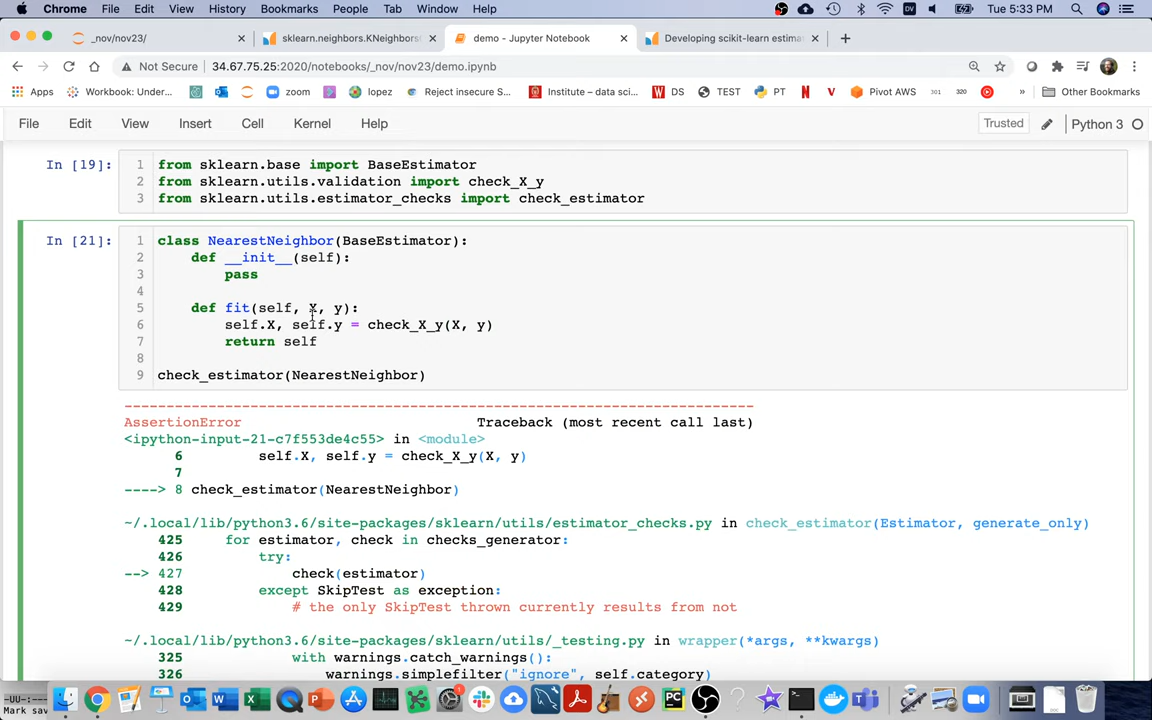 Chrome File Edit View History Bookmarks People Tab Window Help Tue 5:33 PM
_/nov/nov23/ sklearn.neighbors.KNeighbors demo - Jupyter Notebook Developing scikit-learn estima
Not Secure 34.67.75.25:2020/notebooks/_nov/nov23/demo.ipynb
Apps Workbook: Under... zoom lopez Reject insecure S... Institute – data sci... DS TEST PT Pivot AWS Other Bookmarks
File Edit View Insert Cell Kernel Help Trusted Python 3
In [19]: 1 from sklearn.base import BaseEstimator
2 from sklearn.utils.validation import check_X_y
3 from sklearn.utils.estimator_checks import check_estimator
In [21]: 1 class NearestNeighbor(BaseEstimator):
2 def __init__(self):
3 pass
4
5 def fit(self, X, y):
6 self.X, self.y = check_X_y(X, y)
7 return self
8
9 check_estimator(NearestNeighbor)
---------------------------------------------------------------------------
AssertionError Traceback (most recent call last)
<ipython-input-21-c7f553de4c55> in <module>
6 self.X, self.y = check_X_y(X, y)
7
----> 8 check_estimator(NearestNeighbor)
~/.local/lib/python3.6/site-packages/sklearn/utils/estimator_checks.py in check_estimator(Estimator, generate_only)
425 for estimator, check in checks_generator:
426 try:
--> 427 check(estimator)
428 except SkipTest as exception:
429 # the only SkipTest thrown currently results from not
~/.local/lib/python3.6/site-packages/sklearn/utils/_testing.py in wrapper(*args, **kwargs)
325 with warnings.catch_warnings():
326 warnings.simplefilter("ignore", self.category)
-UU-:---
Mark sav